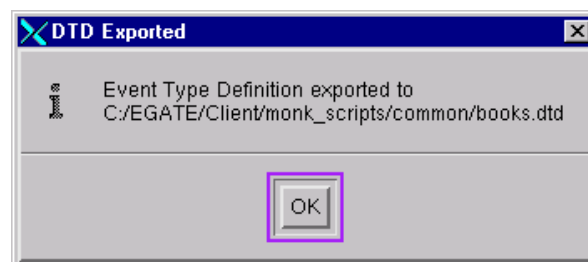 DTD Exported
Event Type Definition exported to
C:/EGATE/Client/monk_scripts/common/books.dtd
OK